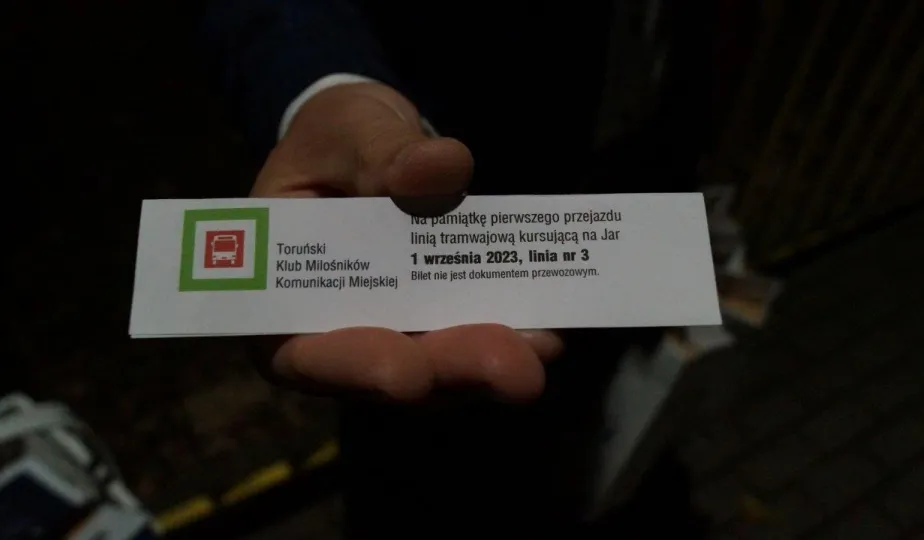 Toruński
Klub Miłośników
Komunikacji Miejskiej
Na pamiątkę pierwszego przejazdu
linią tramwajową kursującą na Jar
1 września 2023, linia nr 3
Bilet nie jest dokumentem przewozowym.